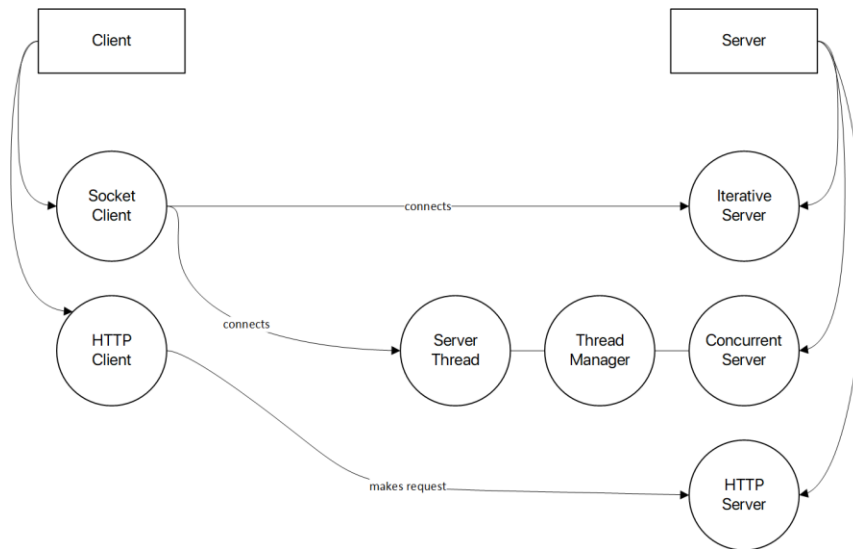 Client
Server
Socket
Client
connects
Iterative
Server
connects
HTTP
Client
Server
Thread
Thread
Manager
Concurrent
Server
makes request
HTTP
Server